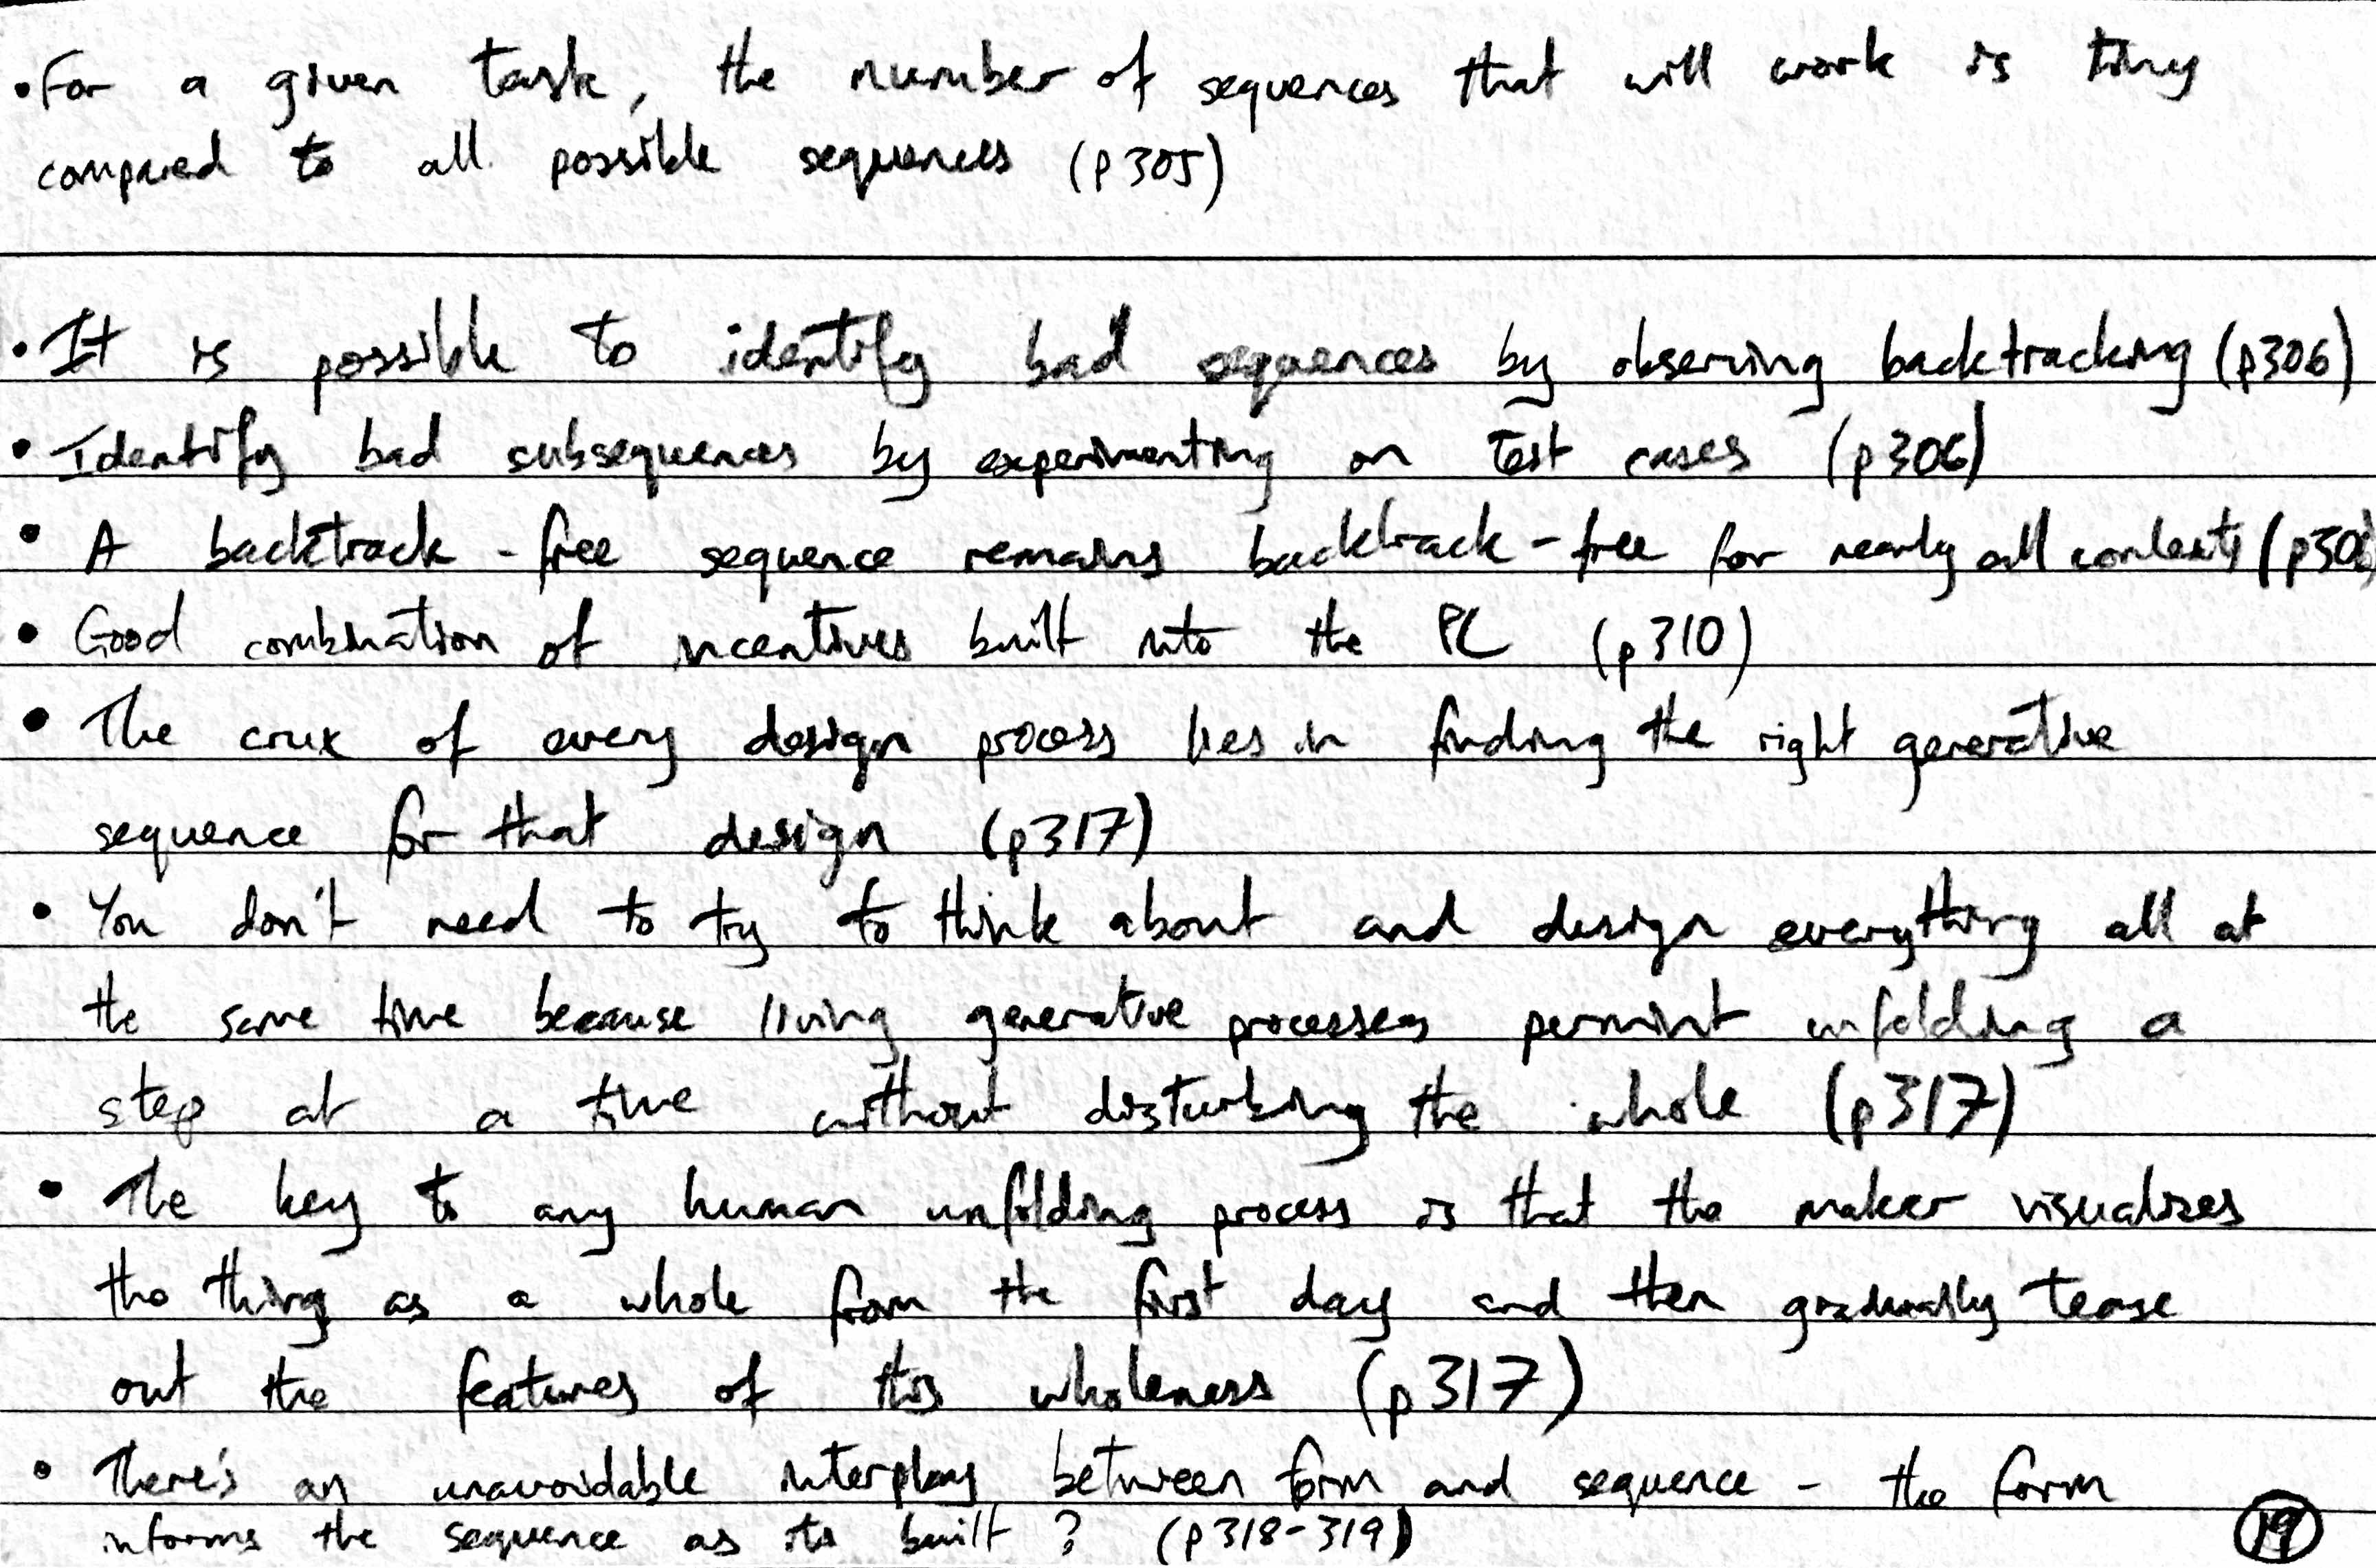 •For a given task, the number of sequences that will work is tiny
compared to all possible sequences (p305)
•It is possible to identify bad sequences by observing backtracking (p306)
• Identify bad subsequences by experimenting on test cases (p306)
• A backtrack-free sequence remains backtrack-free for nearly all contexts
• Good combination of incentives built into the PL (p310)
• The crux of every design process lies in finding the right generative
sequence for that design (p317)
• You don't need to try to think about and design everything all at
the same time because living generative processes permint unfolding a
step at a time without disturbing the whole (p317)
• The key to any human unfolding process is that the maker visualizes
the thing as a whole from the first day and then gradually tease
out the features of this wholeness (p317)
• There's an unavoidable interplay between form and sequence - the form
informs the sequence as its built? (p318-319)
19